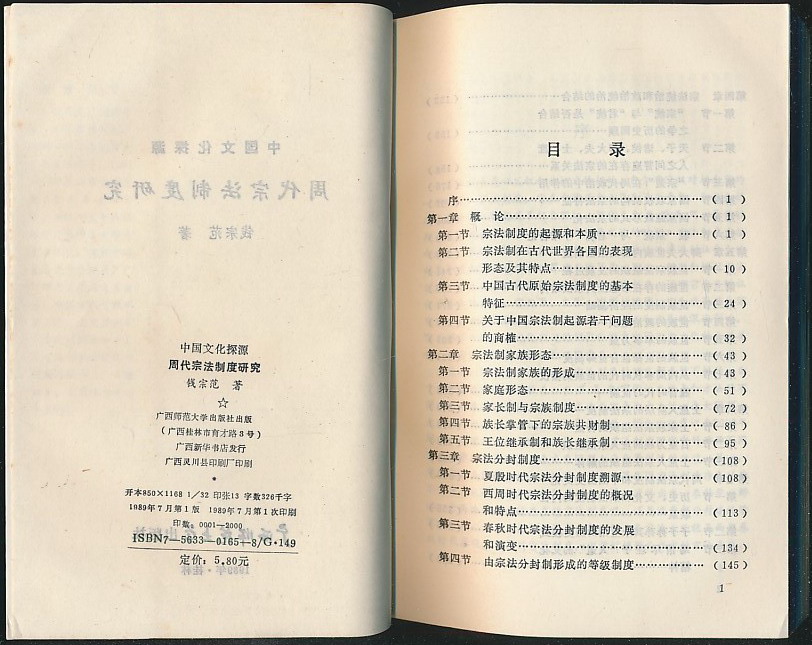 中国文化探源
周代宗法制度研究
钱宗范 著
☆
广西师范大学出版社出版
(广西桂林市育才路3号)
广西新华书店发行
广西灵川县印刷厂印刷
*
开本850×1168 1/32 印张13 字数326千字
1989年7月第1版 1989年7月第1次印刷
印数：0001—2000
ISBN7-5633-0165-8/G·149
定价：5.80元
目 录
序……(1)
第一章 概论……(1)
第一节 宗法制度的起源和本质……(1)
第二节 宗法制在古代世界各国的表现
形态及其特点……(10)
第三节 中国古代原始宗法制度的基本
特征……(24)
第四节 关于中国宗法制起源若干问题
的商榷……(32)
第二章 宗法制家族形态……(43)
第一节 宗法制家族的形成……(43)
第二节 家庭形态……(51)
第三节 家长制与宗族制度……(72)
第四节 族长掌管下的宗族共财制……(86)
第五节 王位继承制和族长继承制……(95)
第三章 宗法分封制度……(108)
第一节 夏殷时代宗法分封制度溯源……(108)
第二节 西周时代宗法分封制度的概况
和特点……(113)
第三节 春秋时代宗法分封制度的发展
和演变……(134)
第四节 由宗法分封制形成的等级制度……(145)
1